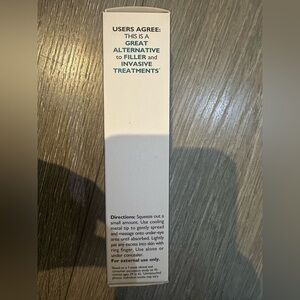 USERS AGREE:
THIS IS A
GREAT
ALTERNATIVE
to FILLER and
INVASIVE
TREATMENTS*
Directions: Squeeze out a
small amount. Use cooling
metal tip to gently spread
and massage onto under-eye
area until absorbed. Lightly
pat any excess into skin with
ring finger. Use alone or
under concealer.
For external use only.